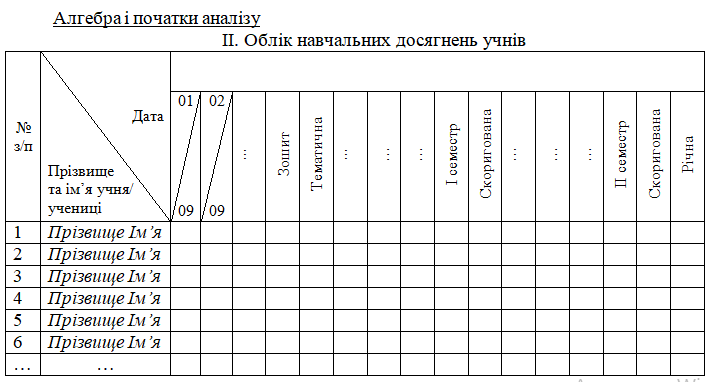 Алгебра і початки аналізу
ІІ. Облік навчальних досягнень учнів
№
з/п
Дата
Прізвище
та ім’я учня/
учениці
01
09
02
09
...
Зошит
Тематична
...
...
...
І семестр
Скоригована
...
...
...
ІІ семестр
Скоригована
Річна
1 Прізвище Ім’я
2 Прізвище Ім’я
3 Прізвище Ім’я
4 Прізвище Ім’я
5 Прізвище Ім’я
6 Прізвище Ім’я
… …